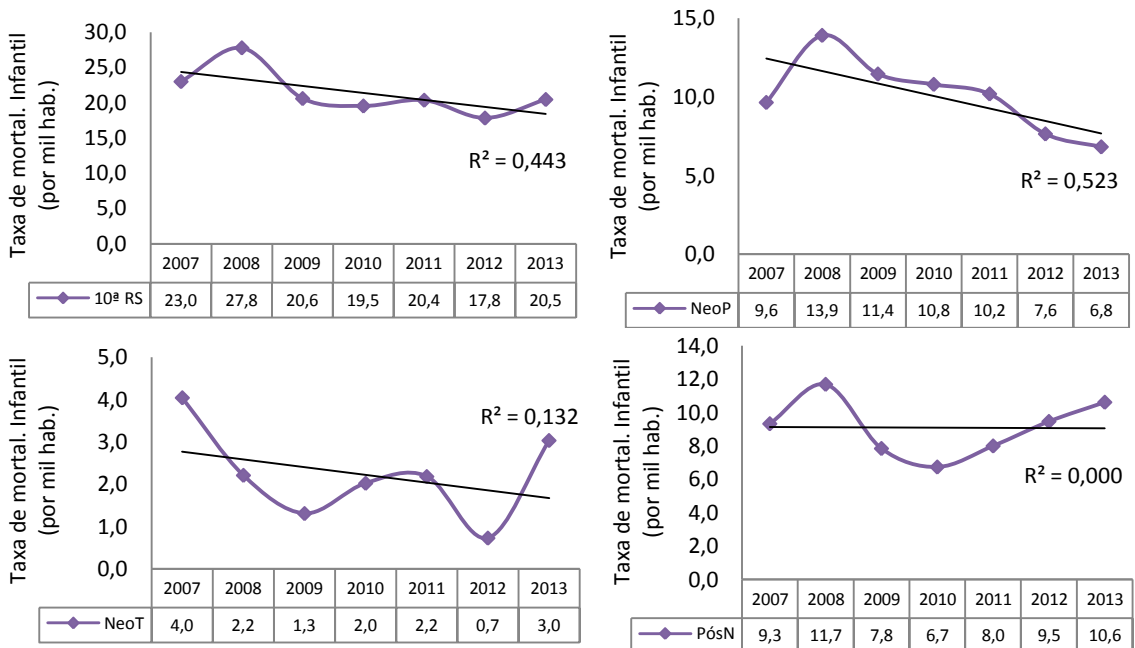 Taxa de mortal. Infantil
(por mil hab.)
30,0
25,0
20,0
15,0
10,0
5,0
0,0
R² = 0,443
2007 2008 2009 2010 2011 2012 2013
10ª RS 23,0 27,8 20,6 19,5 20,4 17,8 20,5
Taxa de mortal. Infantil
(por mil hab.)
15,0
10,0
5,0
0,0
R² = 0,523
2007 2008 2009 2010 2011 2012 2013
NeoP 9,6 13,9 11,4 10,8 10,2 7,6 6,8
Taxa de mortal. Infantil
(por mil hab.)
5,0
4,0
3,0
2,0
1,0
0,0
R² = 0,132
2007 2008 2009 2010 2011 2012 2013
NeoT 4,0 2,2 1,3 2,0 2,2 0,7 3,0
Taxa de mortal. Infantil
(por mil hab.)
14,0
12,0
10,0
8,0
6,0
4,0
2,0
0,0
R² = 0,000
2007 2008 2009 2010 2011 2012 2013
PósN 9,3 11,7 7,8 6,7 8,0 9,5 10,6